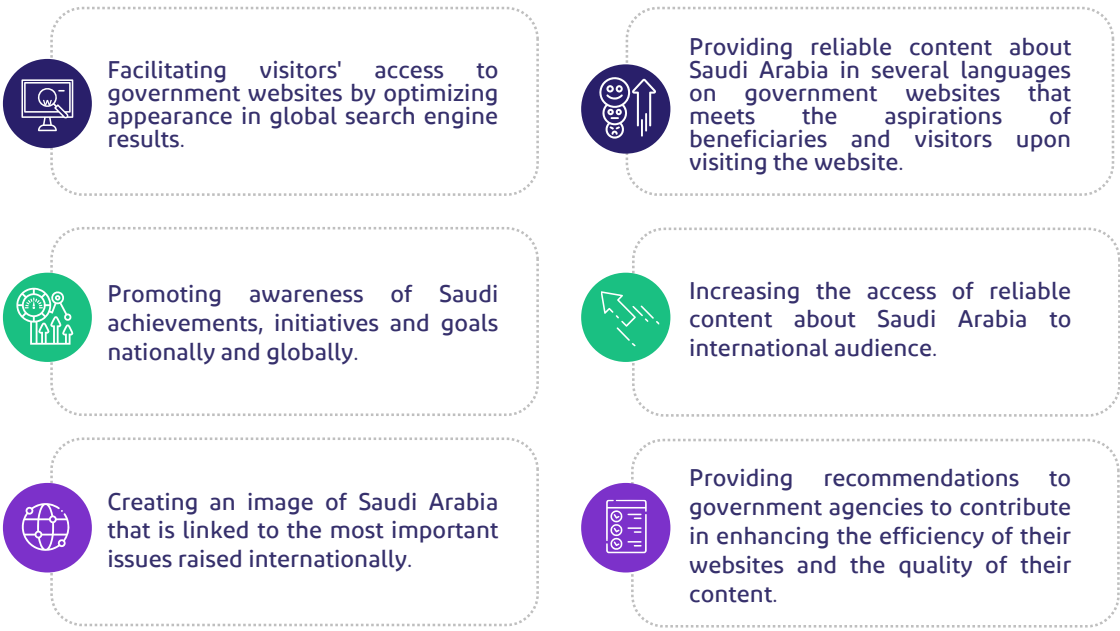 Facilitating visitors' access to
government websites by optimizing
appearance in global search engine
results.
Providing reliable content about
Saudi Arabia in several languages
on government websites that
meets the aspirations of
beneficiaries and visitors upon
visiting the website.
Promoting awareness of Saudi
achievements, initiatives and goals
nationally and globally.
Increasing the access of reliable
content about Saudi Arabia to
international audience.
Creating an image of Saudi Arabia
that is linked to the most important
issues raised internationally.
Providing recommendations to
government agencies to contribute
in enhancing the efficiency of their
websites and the quality of their
content.